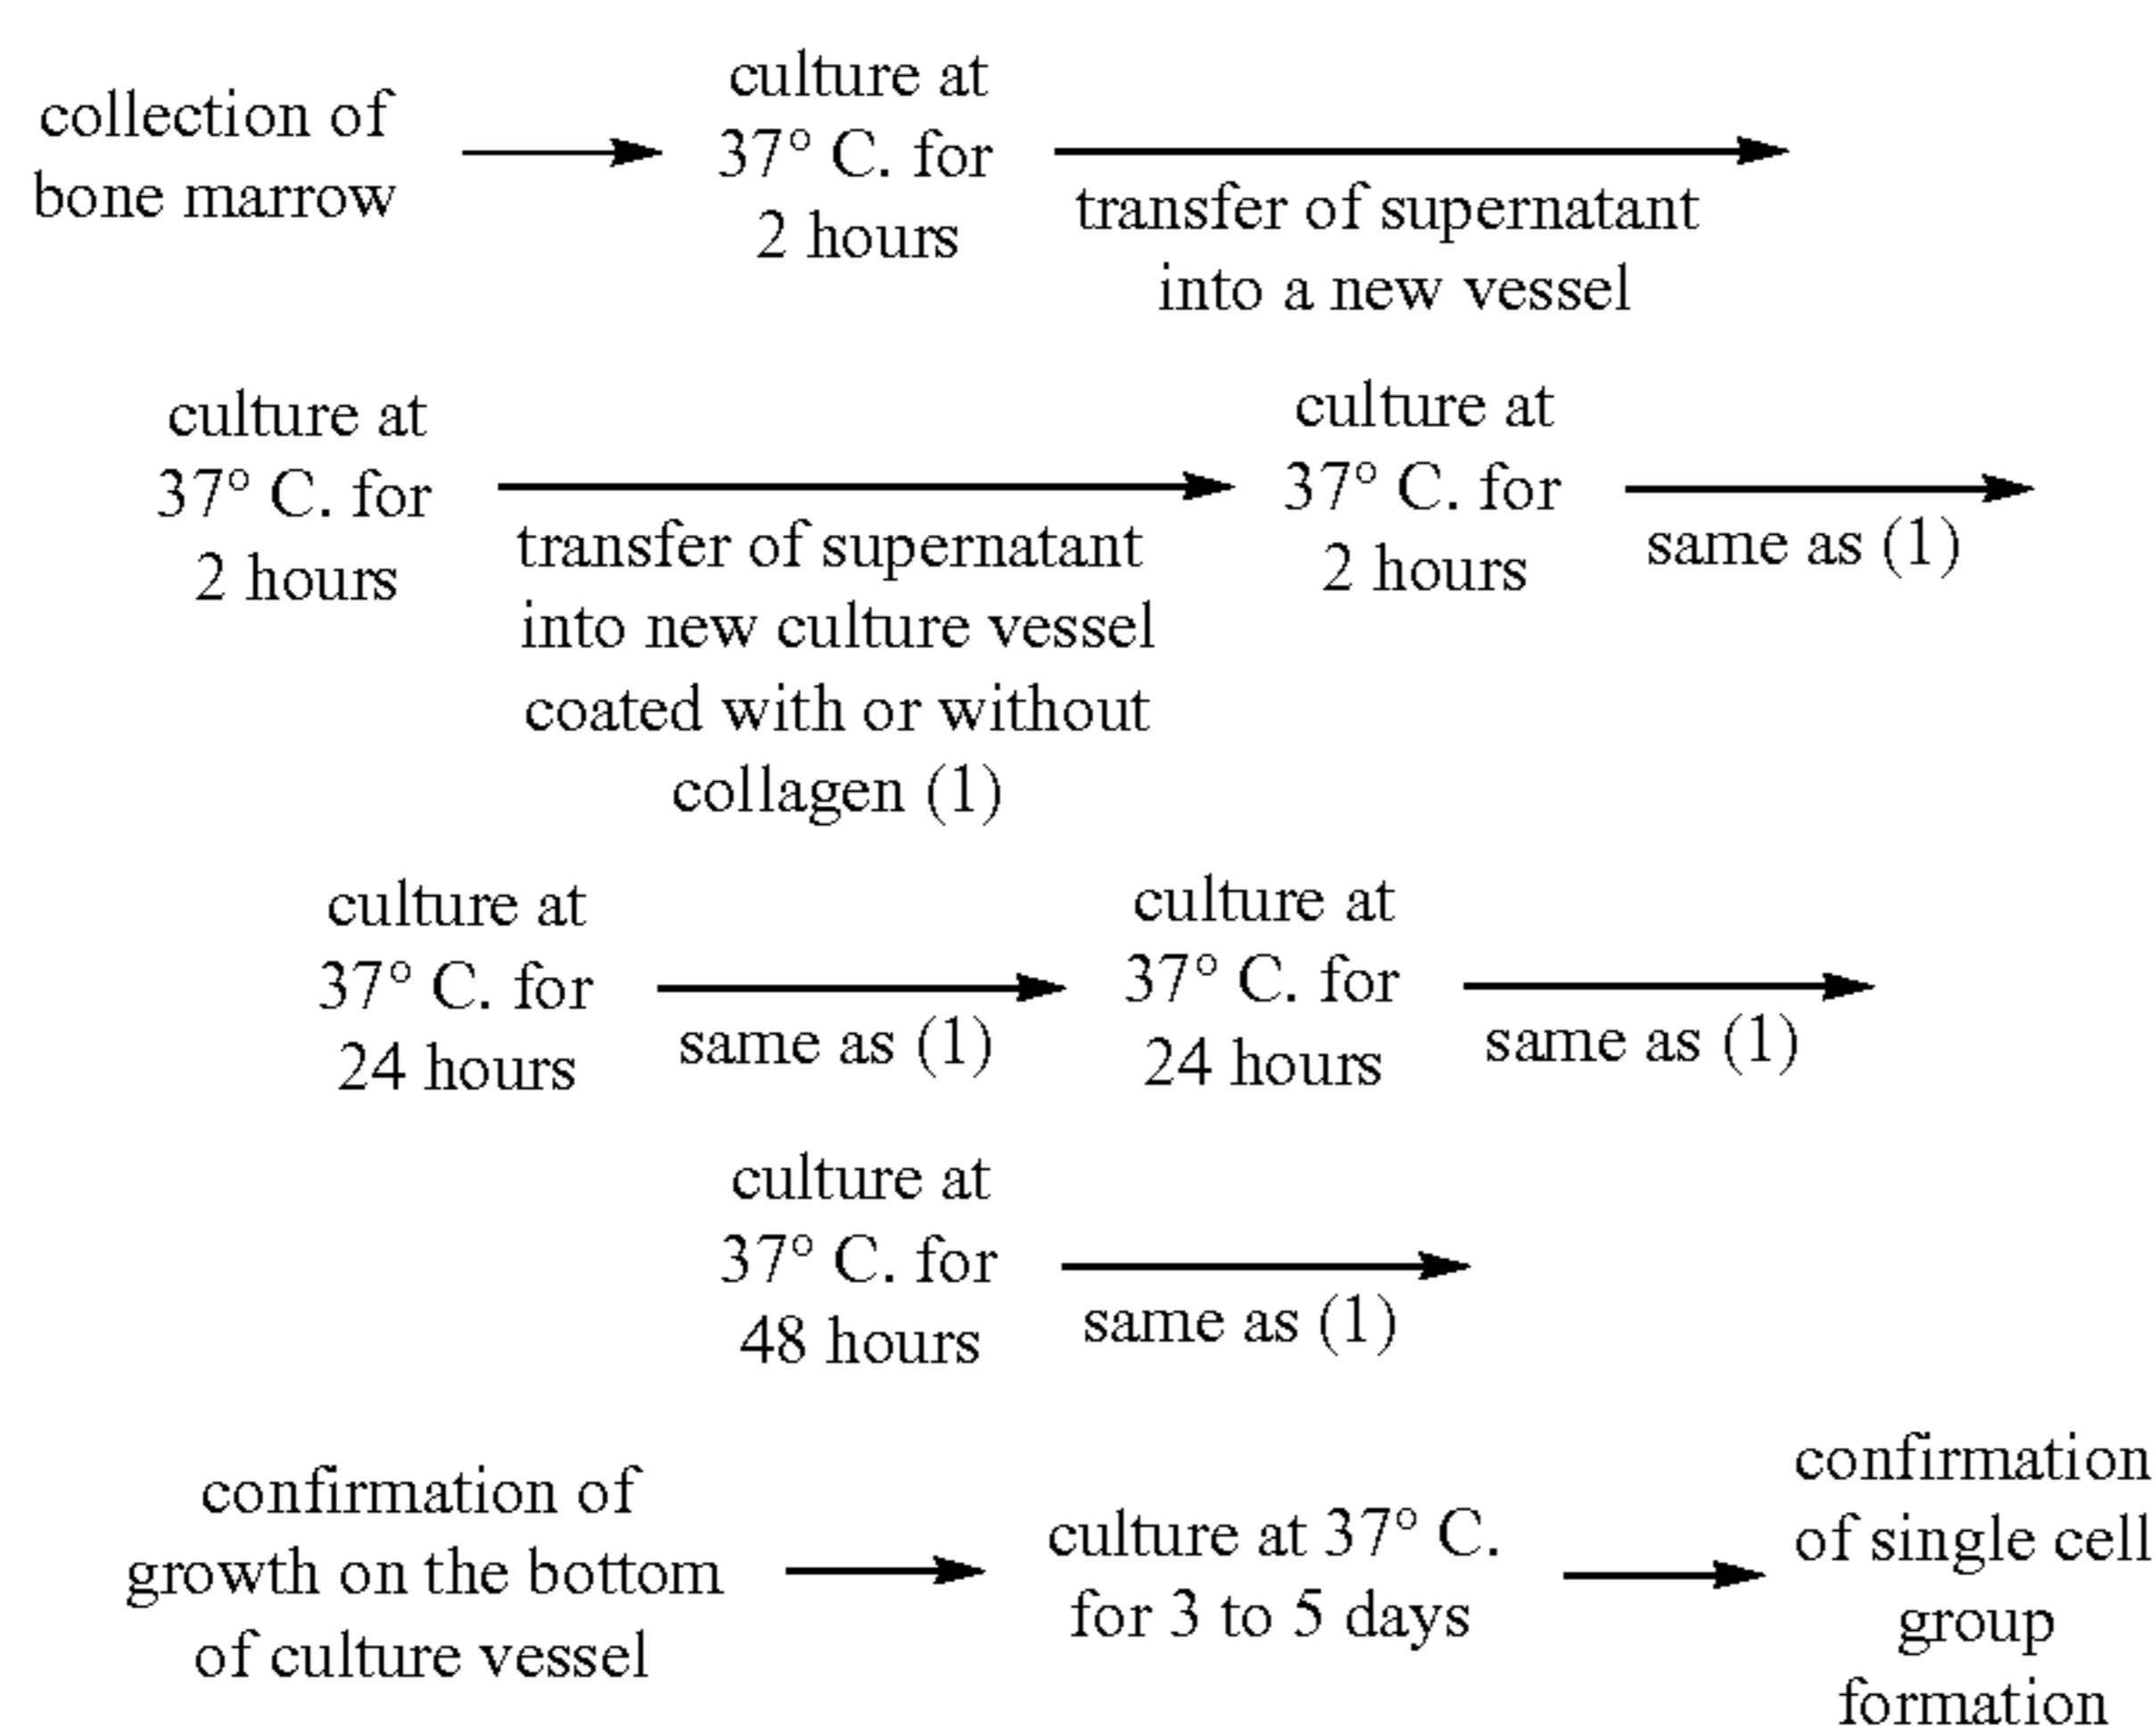 collection of
bone marrow
culture at
37° C. for
2 hours
transfer of supernatant
into a new vessel
culture at
37° C. for
2 hours
transfer of supernatant
into new culture vessel
coated with or without
collagen (1)
culture at
37° C. for
2 hours
same as (1)
culture at
37° C. for
24 hours
same as (1)
culture at
37° C. for
24 hours
same as (1)
culture at
37° C. for
48 hours
same as (1)
confirmation of
growth on the bottom
of culture vessel
culture at 37° C.
for 3 to 5 days
confirmation
of single cell
group
formation